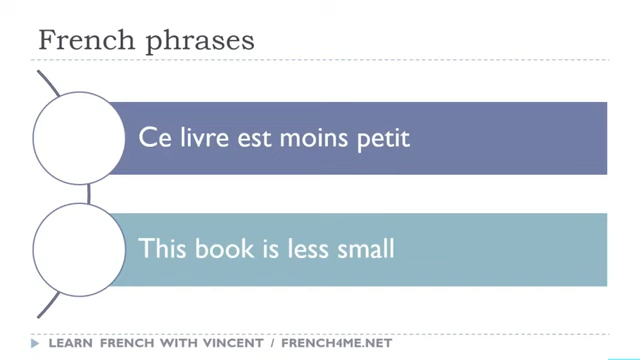 French phrases
Ce livre est moins petit
This book is less small
LEARN FRENCH WITH VINCENT / FRENCH4ME.NET